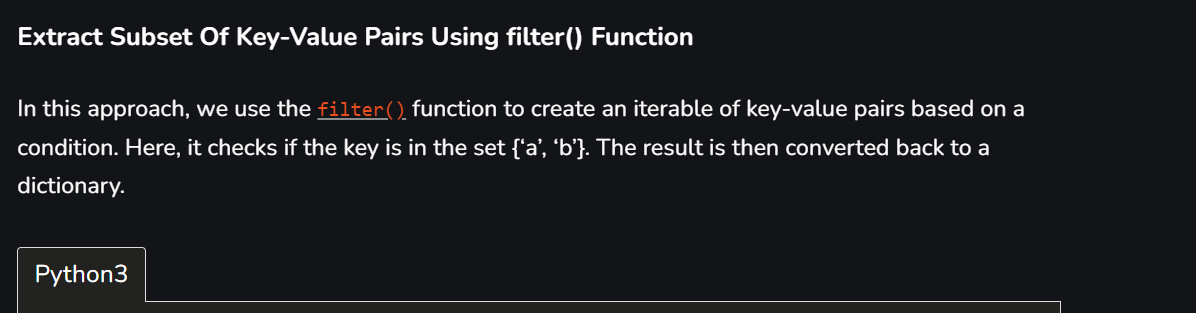 Extract Subset Of Key-Value Pairs Using filter() Function
In this approach, we use the filter() function to create an iterable of key-value pairs based on a
condition. Here, it checks if the key is in the set {‘a’, ‘b’}. The result is then converted back to a
dictionary.
Python3